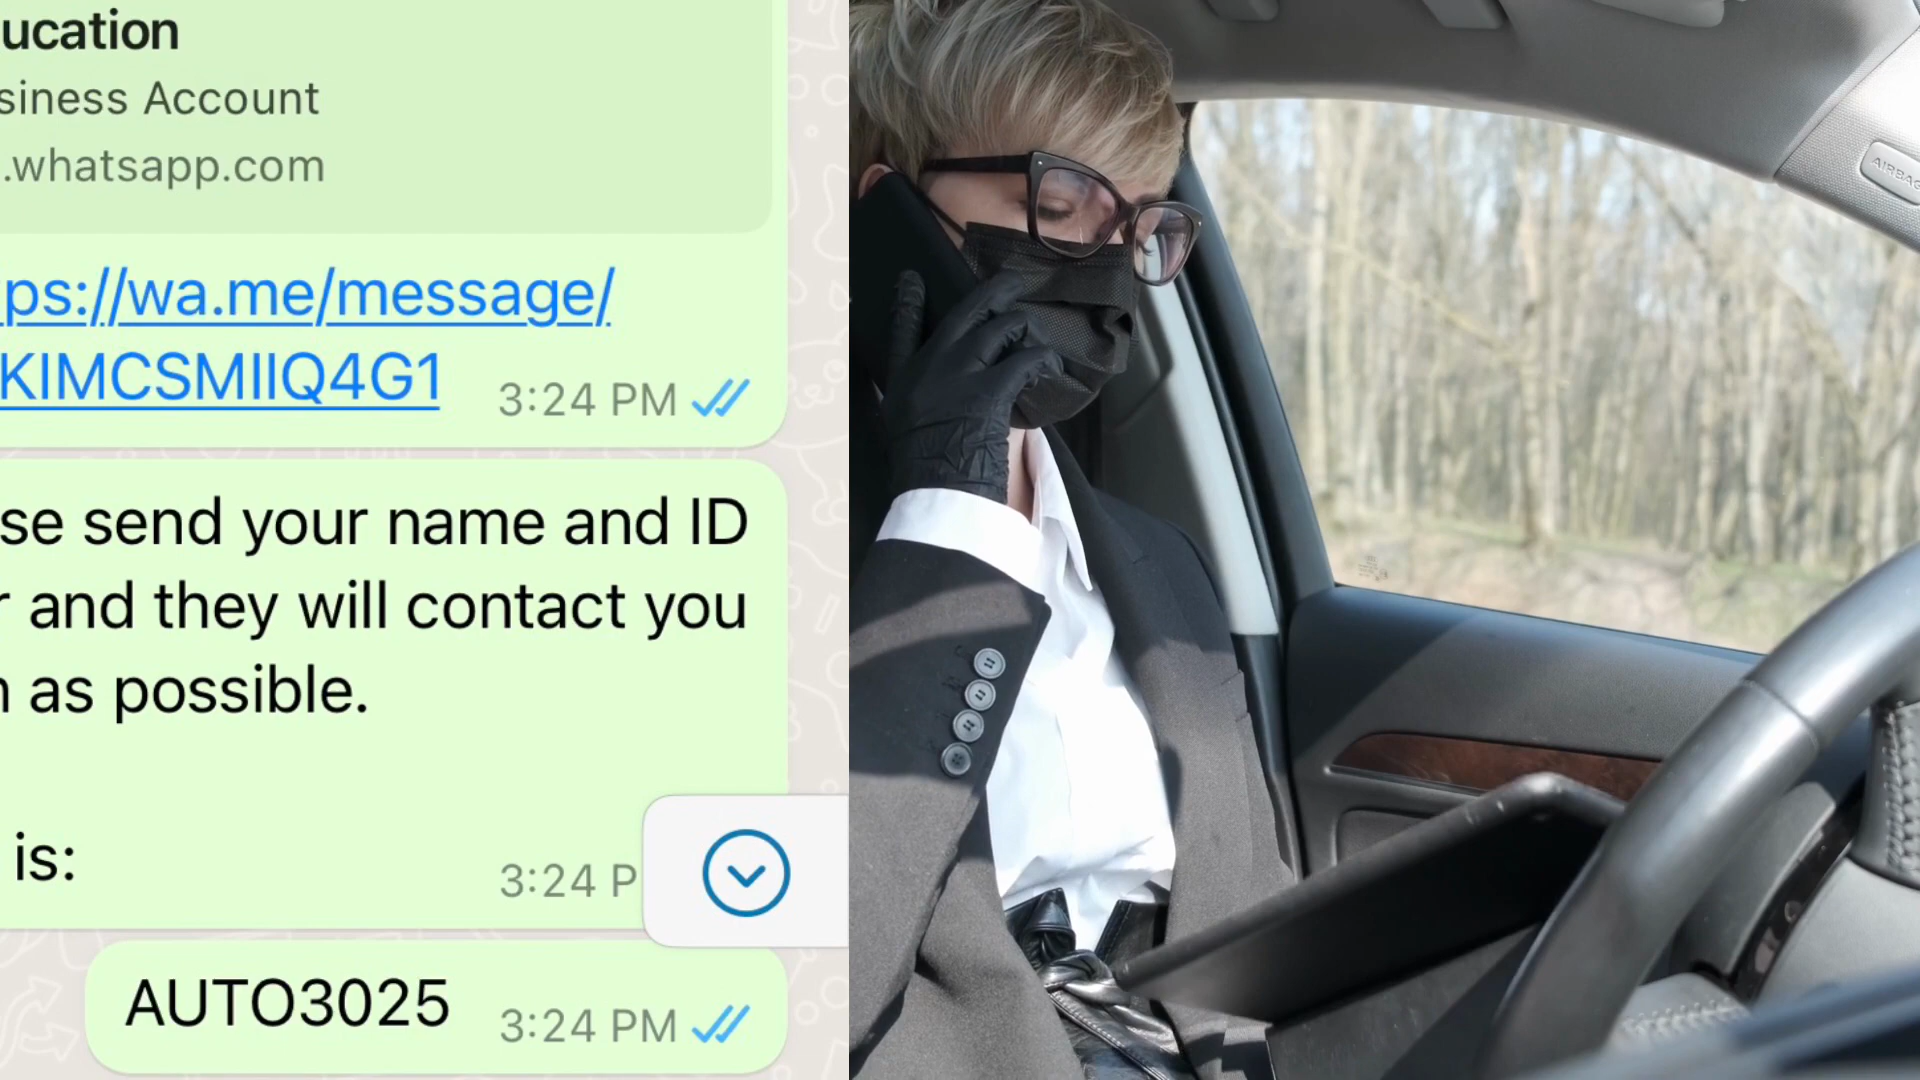 ucation
siness Account
.whatsapp.com
ps://wa.me/message/
KIMCSMIIQ4G1
3:24 PM
se send your name and ID
r and they will contact you
n as possible.
is:
3:24 P
AUTO3025
3:24 PM
AIRBAG